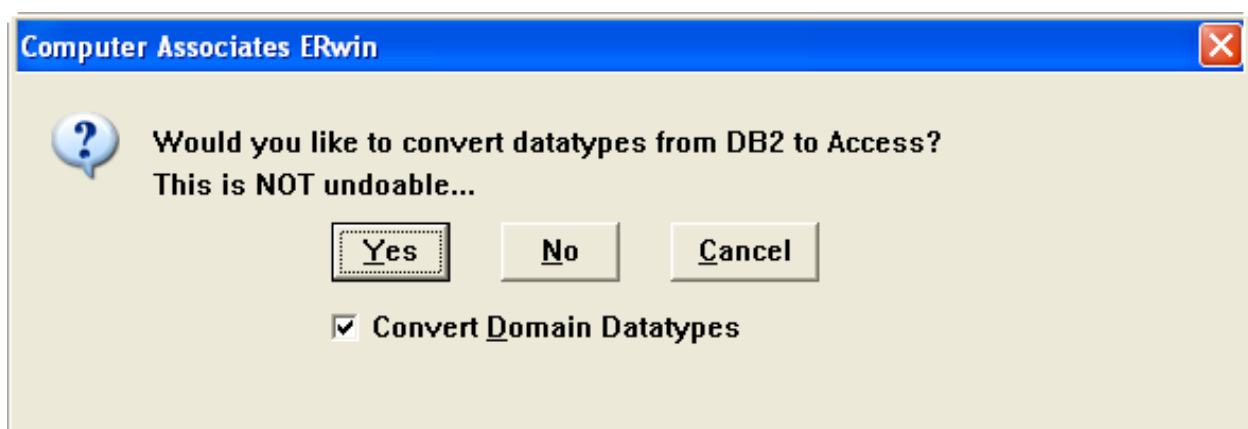 Computer Associates ERwin
Would you like to convert datatypes from DB2 to Access?
This is NOT undoable...
Yes No Cancel
Convert Domain Datatypes